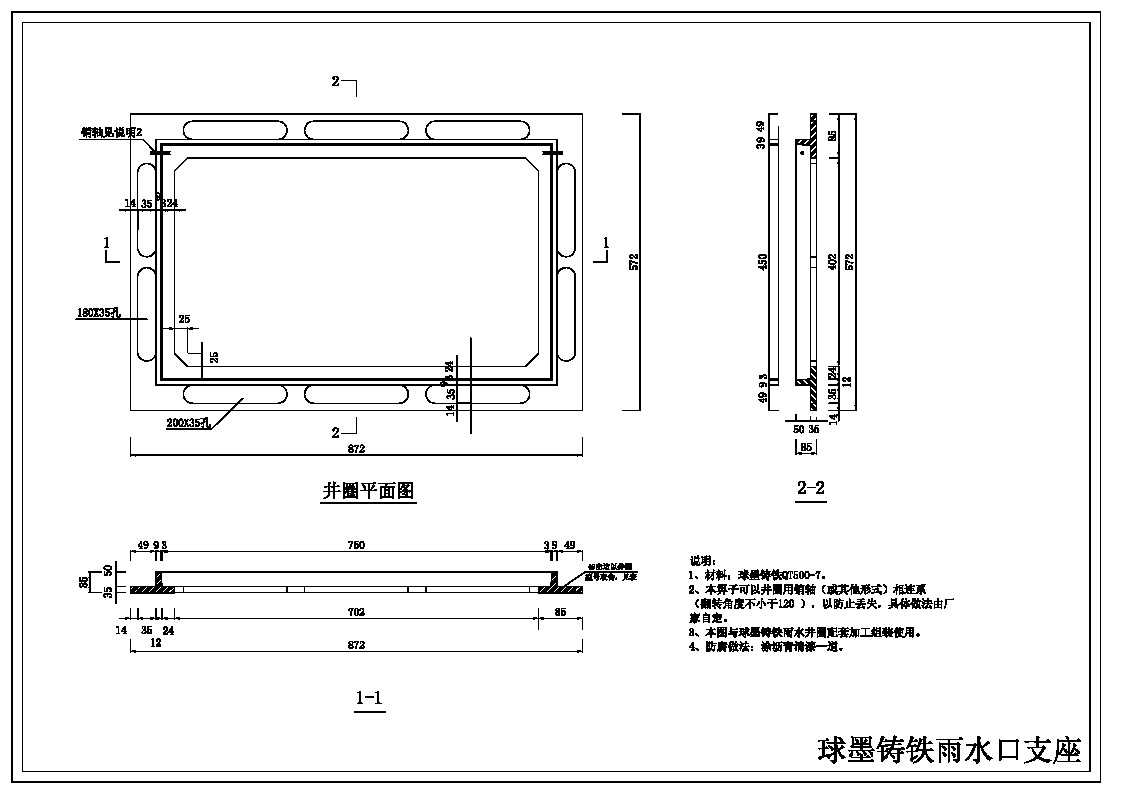 2
销轴见说明2
14 35 9 324
1
1
180X35孔
25
25
24
9 3
35
14
200X35孔
2
572
872
井圈平面图
39 49
450
49 9 3
85
402
572
24
12
35
14
50 35
85
2-2
49 9 3
750
3 9 49
50
35
85
14 35 24
12
702
85
872
1-1
说明:
1、材料:球墨铸铁QT500-7。
2、本箅子可以井圈用销轴(或其他形式)相连系
(翻转角度不小于120 ),以防止丢失,具体做法由厂
家自定。
3、本图与球墨铸铁雨水井圈配套加工组装使用。
4、防腐做法:涂沥青清漆一道。
球墨铸铁雨水口支座